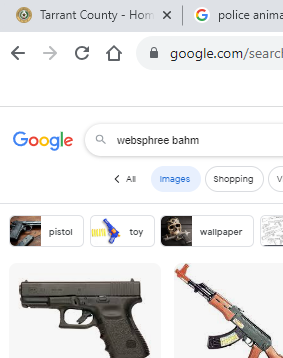 Tarrant County - Hom
police anima
google.com/search
Google
websphree bahm
All Images Shopping V
pistol toy wallpaper